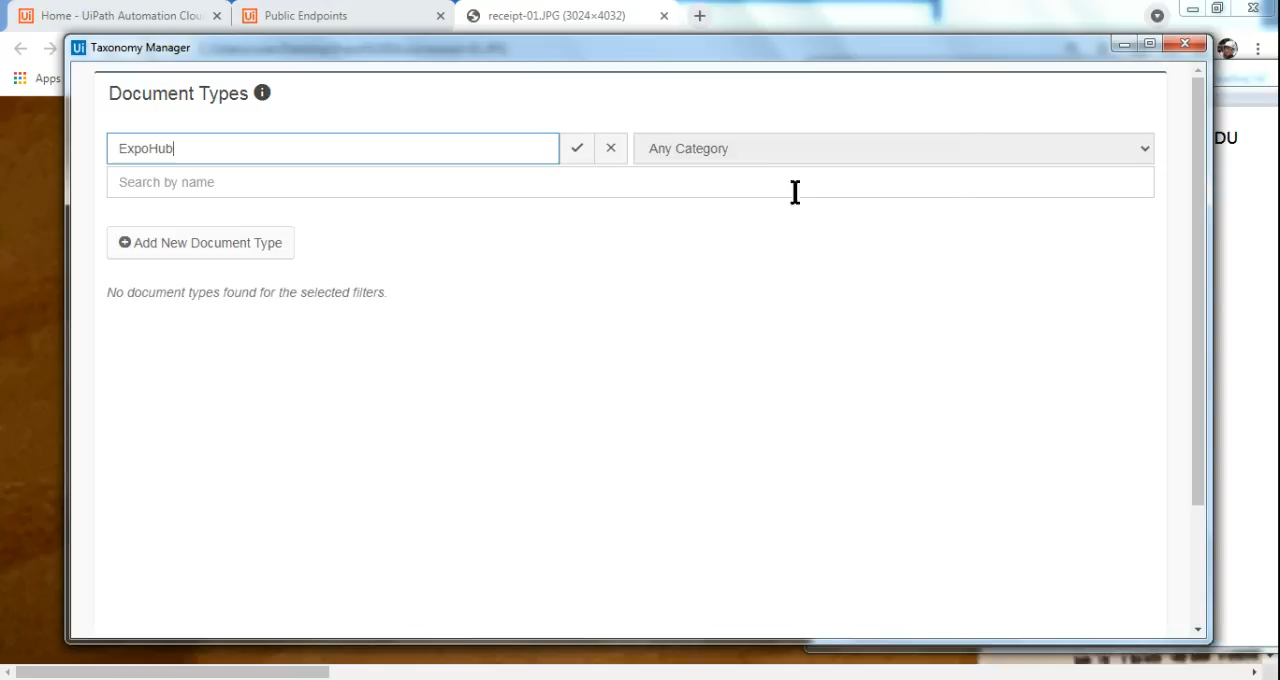 Home - UiPath Automation Clou
Public Endpoints
receipt-01.JPG (3024×4032)
Ui Taxonomy Manager
Apps
Document Types
ExpoHub
Any Category
Search by name
Add New Document Type
No document types found for the selected filters.
DU